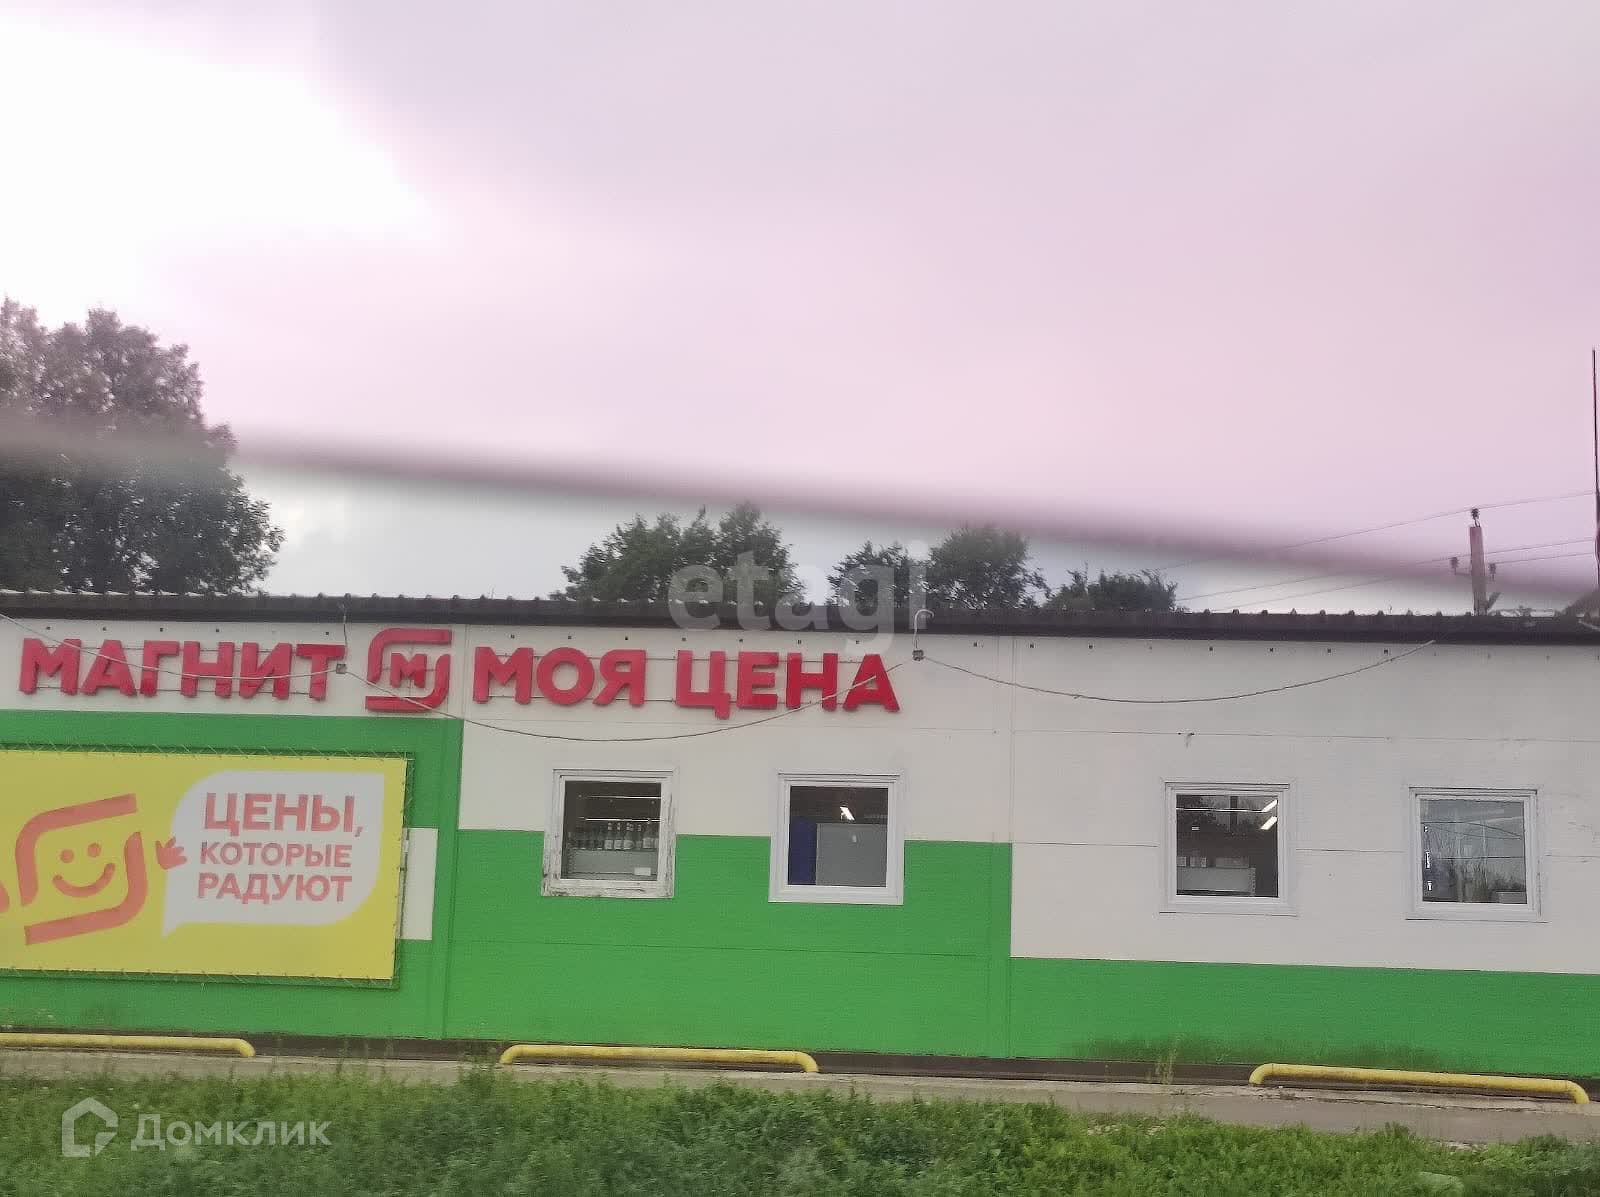 etagi
МАГНИТ М МОЯ ЦЕНА
ЦЕНЫ,
КОТОРЫЕ
РАДУЮТ
Домклик